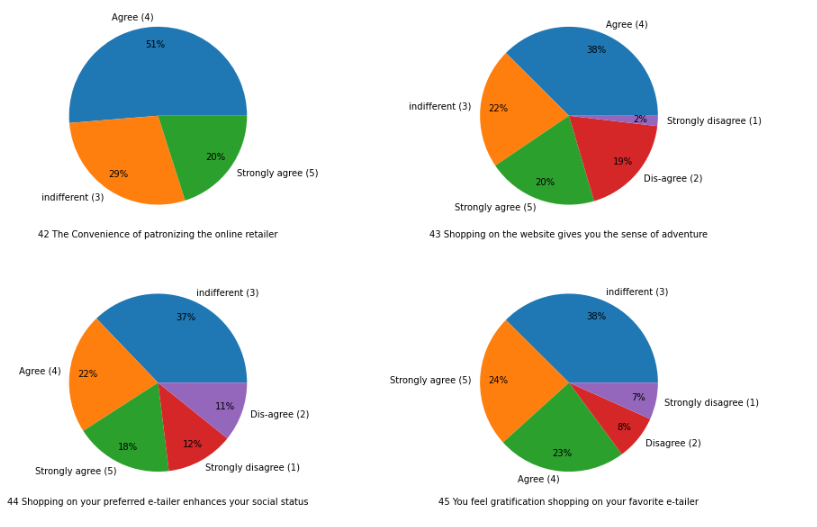 Agree (4)
51%
29%
20%
indifferent (3)
Strongly agree (5)
42 The Convenience of patronizing the online retailer
Agree (4)
38%
indifferent (3)
22%
2%
Strongly disagree (1)
19%
Dis-agree (2)
20%
Strongly agree (5)
43 Shopping on the website gives you the sense of adventure
indifferent (3)
37%
Agree (4)
22%
11%
Dis-agree (2)
18%
12%
Strongly agree (5)
Strongly disagree (1)
44 Shopping on your preferred e-tailer enhances your social status
indifferent (3)
38%
Strongly agree (5)
24%
7%
Strongly disagree (1)
8%
Disagree (2)
23%
Agree (4)
45 You feel gratification shopping on your favorite e-tailer